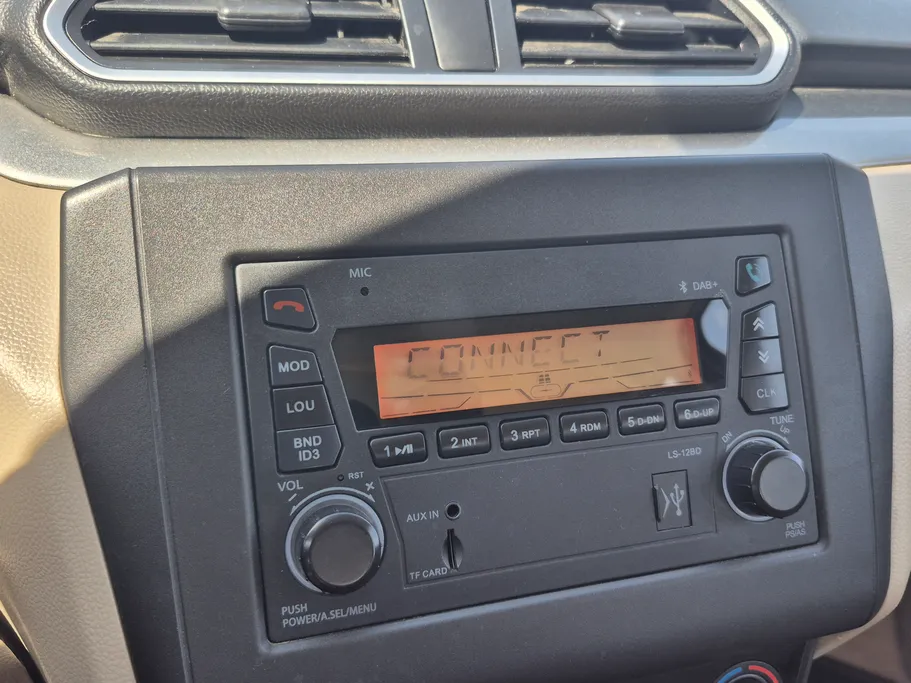 MIC
DAB+
CONNECT
MOD
LOU
BND
ID3
CLK
1
2 INT
3 RPT
4 RDM
5 D-DN
6 D-UP
VOL
RST
LS-128D
TUNE
DN
AUX IN
TF CARD
PUSH
POWER/A.SEL/MENU
PUSH
PS/AS